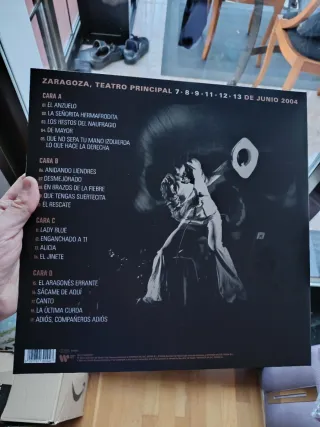 ZARAGOZA, TEATRO PRINCIPAL 7·8·9·11·12·13 DE JUNIO 2004
CARA A
EL ANZUELO
LA SEÑORITA HERMAFRODITA
LOS RESTOS DEL NAUFRAGIO
DE MAYOR
QUE NO SERÁ TU MANO IZQUIERDA
LO QUE HACE LA DERECHA
CARA B
ANIDANDO LIENDRES
DESMEJORADO
EN BRAZOS DE LA FIEBRE
QUE TENGAS SUERTECITA
EL RESCATE
CARA C
LADY BLUE
ENGANCHADO A TI
ALICIA
EL JINETE
CARA D
EL ARAGONÉS ERRANTE
SÁCAME DE AQUÍ
CANTO
LA ÚLTIMA CURDA
ADIÓS, COMPAÑEROS ADIÓS